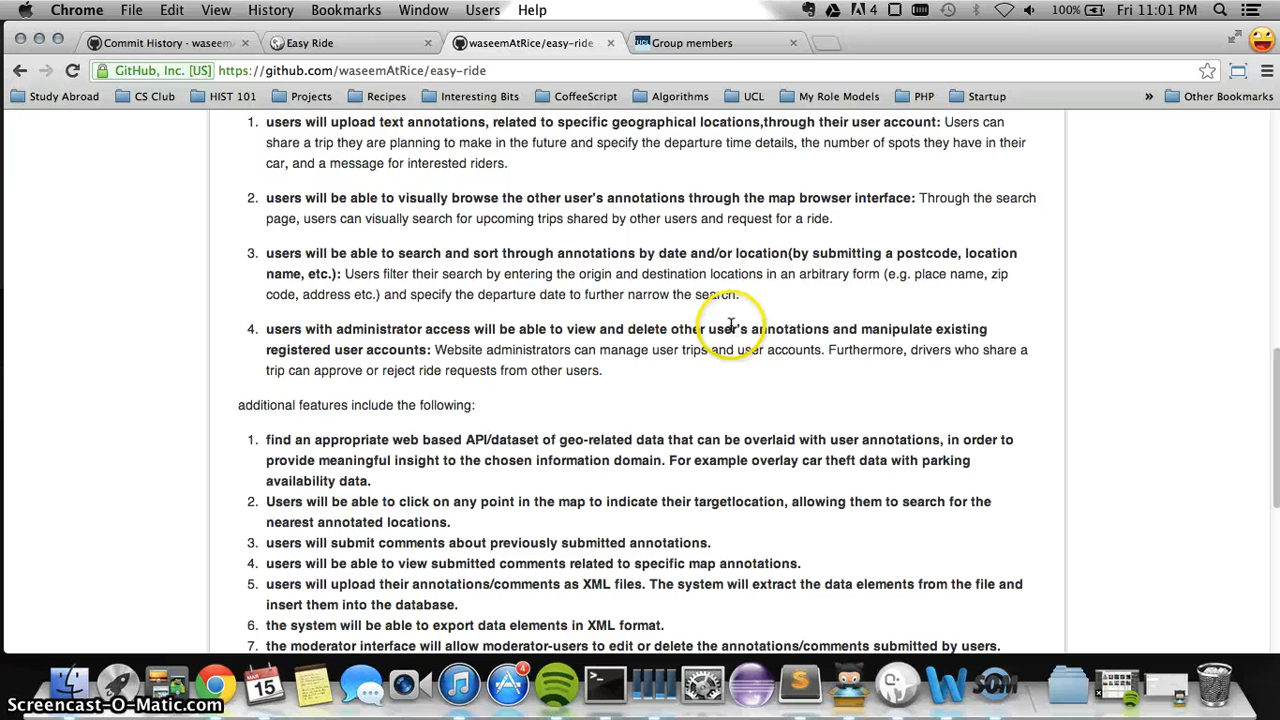 Chrome File Edit View History Bookmarks Window Users Help 4 100% Fri 11:01 PM
Commit History - waseem Easy Ride waseemAtRice/easy-ride UCL Group members
GitHub, Inc. [US] https://github.com/waseemAtRice/easy-ride
Study Abroad CS Club HIST 101 Projects Recipes Interesting Bits CoffeeScript Algorithms UCL My Role Models PHP Startup » Other Bookmarks
1. users will upload text annotations, related to specific geographical locations,through their user account: Users can
share a trip they are planning to make in the future and specify the departure time details, the number of spots they have in their
car, and a message for interested riders.
2. users will be able to visually browse the other user's annotations through the map browser interface: Through the search
page, users can visually search for upcoming trips shared by other users and request for a ride.
3. users will be able to search and sort through annotations by date and/or location(by submitting a postcode, location
name, etc.): Users filter their search by entering the origin and destination locations in an arbitrary form (e.g. place name, zip
code, address etc.) and specify the departure date to further narrow the search.
4. users with administrator access will be able to view and delete other user's annotations and manipulate existing
registered user accounts: Website administrators can manage user trips and user accounts. Furthermore, drivers who share a
trip can approve or reject ride requests from other users.
additional features include the following:
1. find an appropriate web based API/dataset of geo-related data that can be overlaid with user annotations, in order to
provide meaningful insight to the chosen information domain. For example overlay car theft data with parking
availability data.
2. Users will be able to click on any point in the map to indicate their targetlocation, allowing them to search for the
nearest annotated locations.
3. users will submit comments about previously submitted annotations.
4. users will be able to view submitted comments related to specific map annotations.
5. users will upload their annotations/comments as XML files. The system will extract the data elements from the file and
insert them into the database.
6. the system will be able to export data elements in XML format.
7. the moderator interface will allow moderator-users to edit or delete the annotations/comments submitted by users.
MAR 15 4 S W SOM
Screencast-O-Matic.com